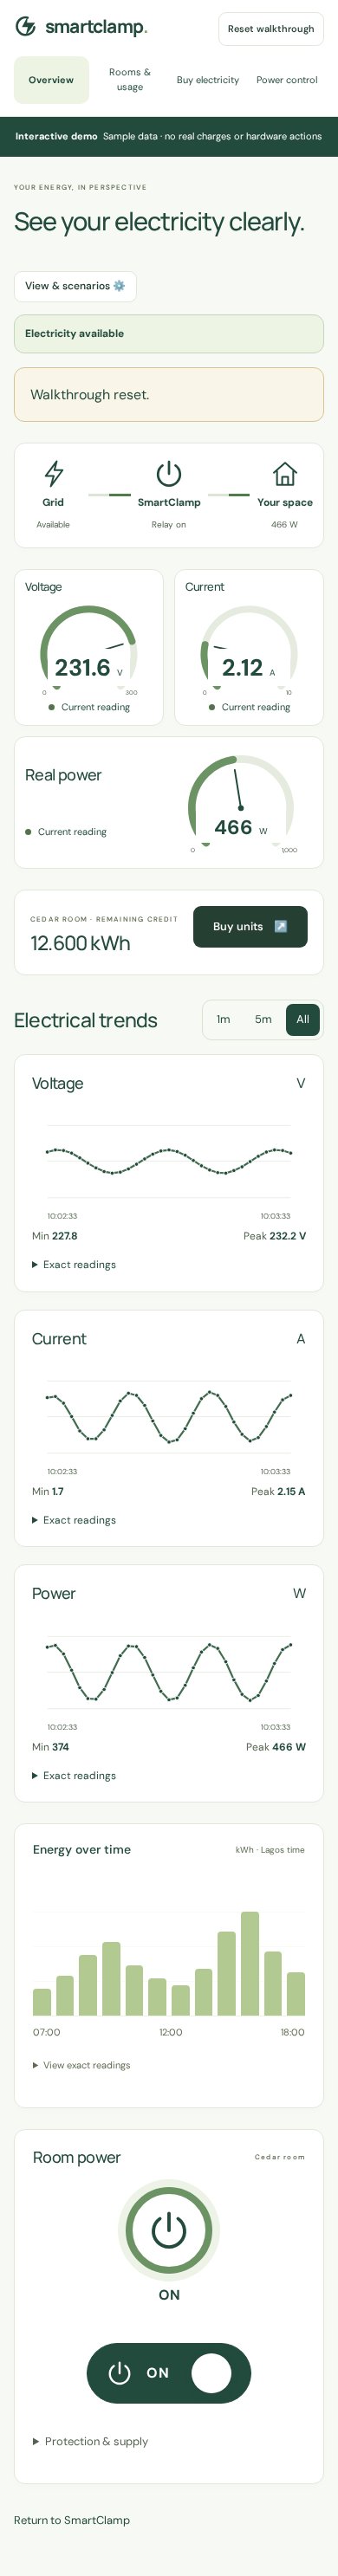 smartclamp.
Reset walkthrough
Overview
Rooms &
usage
Buy electricity
Power control
Interactive demo Sample data · no real charges or hardware actions
YOUR ENERGY, IN PERSPECTIVE
See your electricity clearly.
View & scenarios ⚙️
Electricity available
Walkthrough reset.
Grid
SmartClamp
Your space
Available
Relay on
466 W
Voltage
231.6 V
0
300
Current reading
Current
2.12 A
0
10
Current reading
Real power
Current reading
466 W
0
1,000
CEDAR ROOM · REMAINING CREDIT
12.600 kWh
Buy units ↗️
Electrical trends
1m
5m
All
Voltage
V
10:02:33
10:03:33
Min 227.8
Peak 232.2 V
▶ Exact readings
Current
A
10:02:33
10:03:33
Min 1.7
Peak 2.15 A
▶ Exact readings
Power
W
10:02:33
10:03:33
Min 374
Peak 466 W
▶ Exact readings
Energy over time
kWh · Lagos time
07:00
12:00
18:00
▶ View exact readings
Room power
Cedar room
ON
ON
▶ Protection & supply
Return to SmartClamp